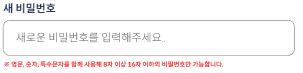 새 비밀번호
새로운 비밀번호를 입력해주세요..
※ 영문, 숫자, 특수문자를 함께 사용해 8자 이상 16자 이하의 비밀번호만 가능합니다.